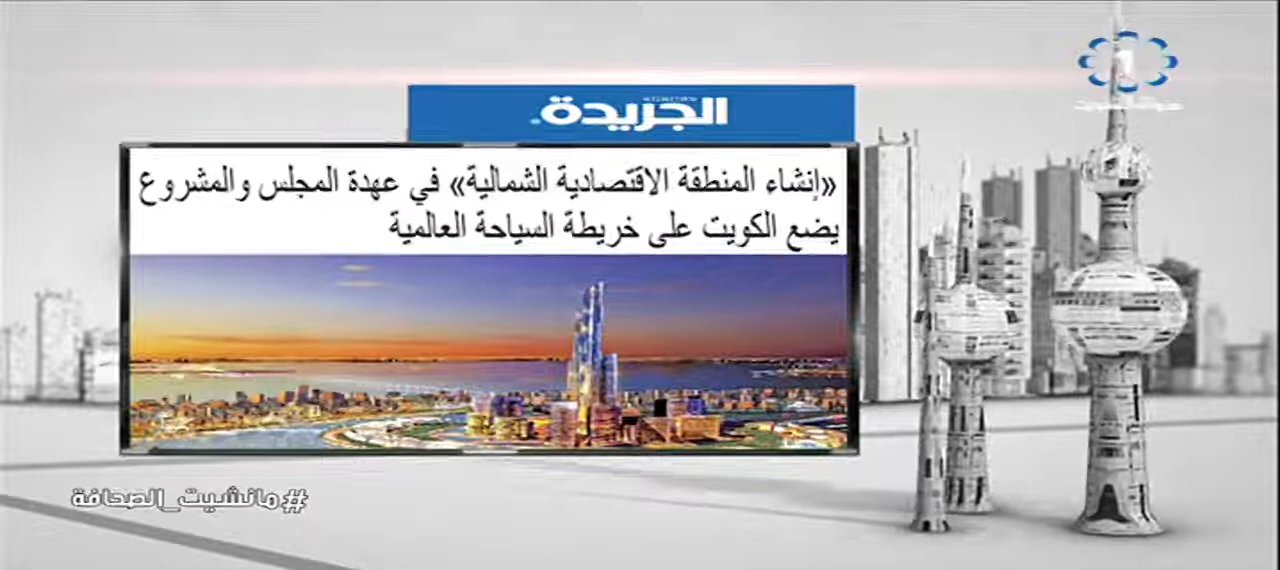 الجريدة.
«إنشاء المنطقة الاقتصادية الشمالية» في عهدة المجلس والمشروع
يضع الكويت على خريطة السياحة العالمية
#مانشيت_الصحافة